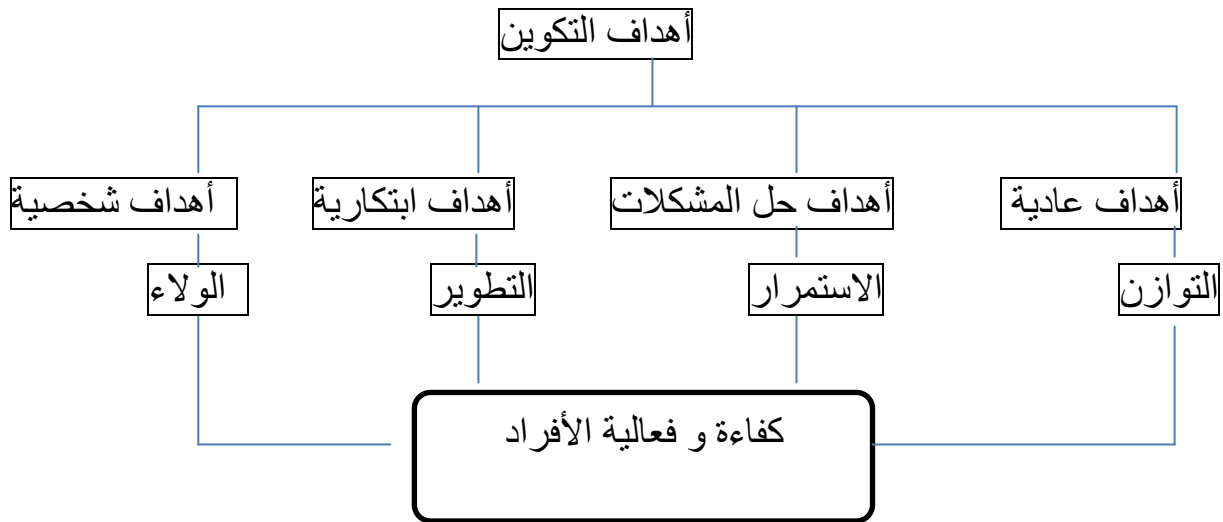 أهداف التكوين
أهداف عادية
أهداف حل المشكلات
أهداف ابتكارية
أهداف شخصية
التوازن
الاستمرار
التطوير
الولاء
كفاءة و فعالية الأفراد